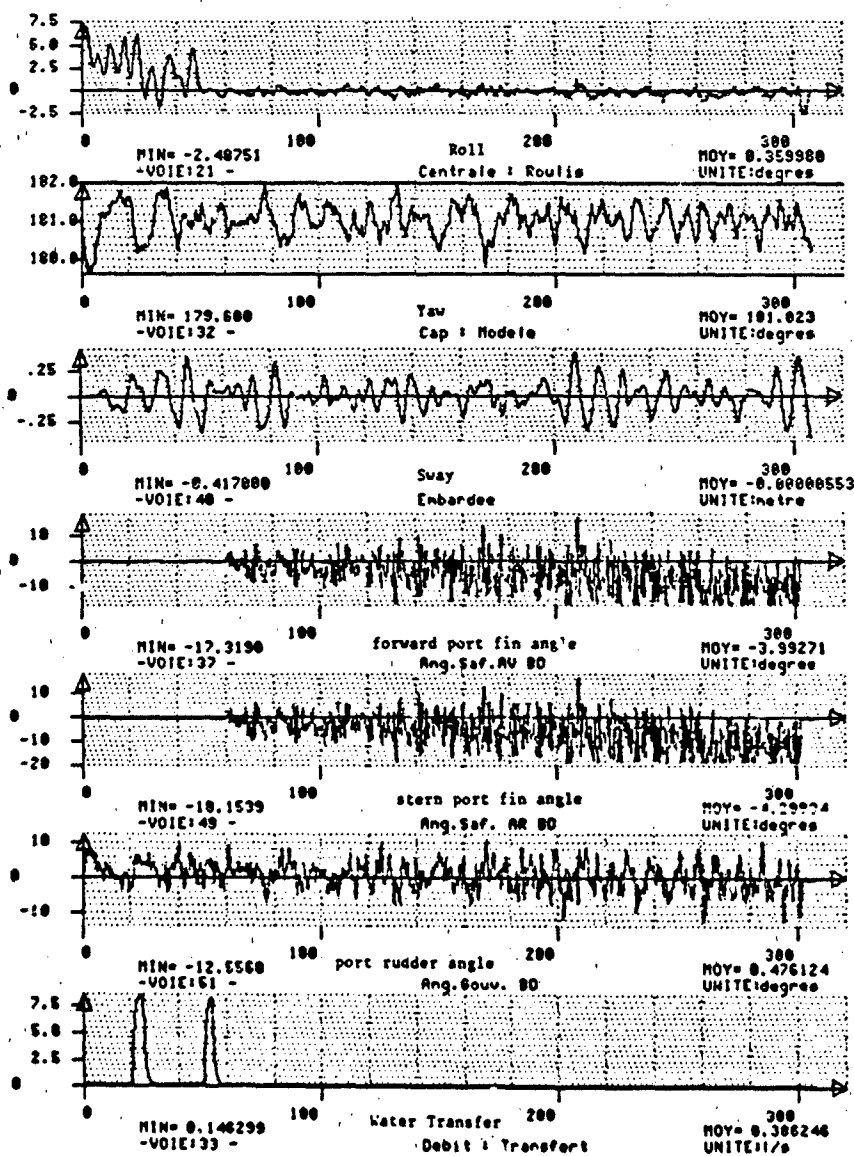 7.5
5.0
2.5
0
-2.5
0 100 200 300
Roll
MIN= -2.48751 MOY= 0.359980
-VOIE:21 - Centrale : Roulis UNITE:degres
182.0
181.0
180.0
0 100 200 300
Yaw
MIN= 179.600 MOY= 181.023
-VOIE:32 - Cap : Modele UNITE:degres
.25
0
-.25
0 100 200 300
Sway
MIN= -0.417000 MOY= -0.00000553
-VOIE:40 - Embardee UNITE:metre
10
0
-10
0 300
MIN= -17.3190 forward port fin angle MOY= -3.99271
-VOIE:37 - Ang.Saf.AV BD UNITE:degree
10
0
-10
-20
0 100 200 300
MIN= -18.1539 stern port fin angle
-VOIE:49 - Ang.Saf. AR BD UNITE:degres
10
0
-10
0 100 200 300
MIN= -12.5560 port rudder angle MOY= 0.476124
-VOIE:51 - Ang.Gouv. BD UNITE:degres
7.5
5.0
2.5
0
0 100 200 300
Water Transfer
MIN= 0.146299 MOY= 0.386246
-VOIE:33 - Debit : Transfert UNITE:l/s